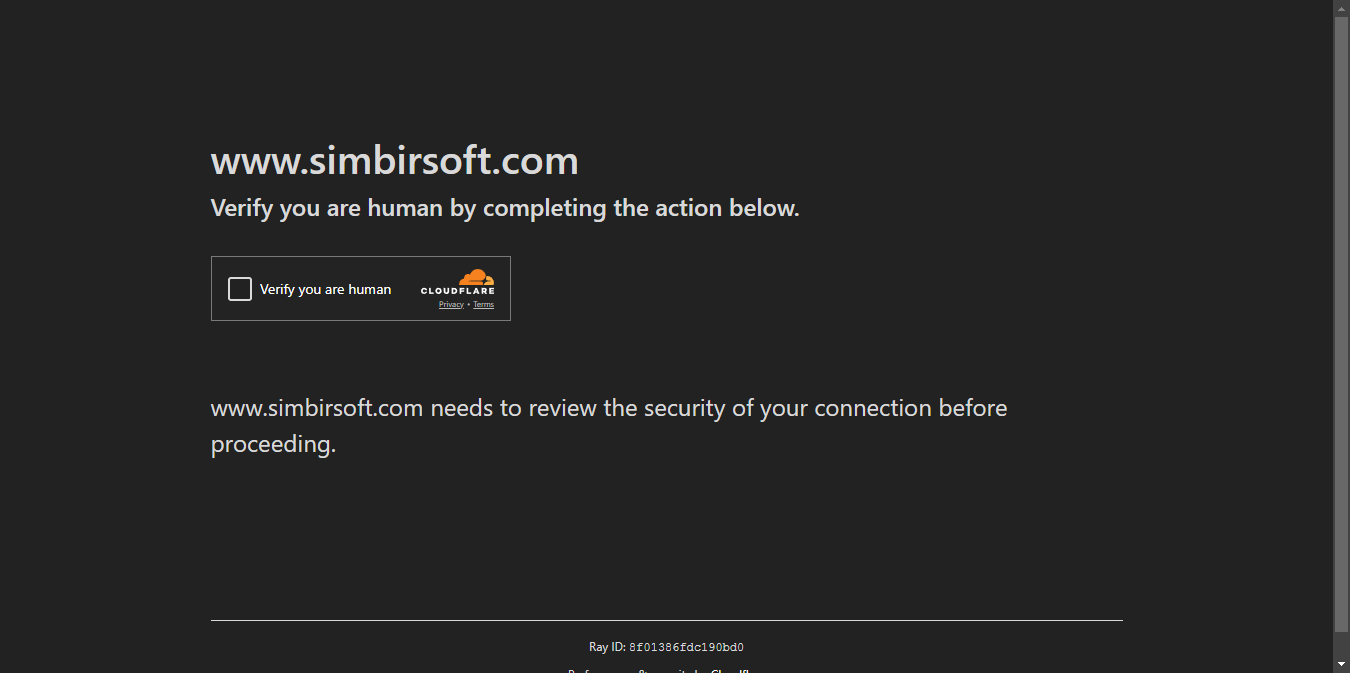 www.simbirsoft.com
Verify you are human by completing the action below.
Verify you are human
CLOUDFLARE
Privacy • Terms
www.simbirsoft.com needs to review the security of your connection before
proceeding.
Ray ID: 8f01386fdc190bd0